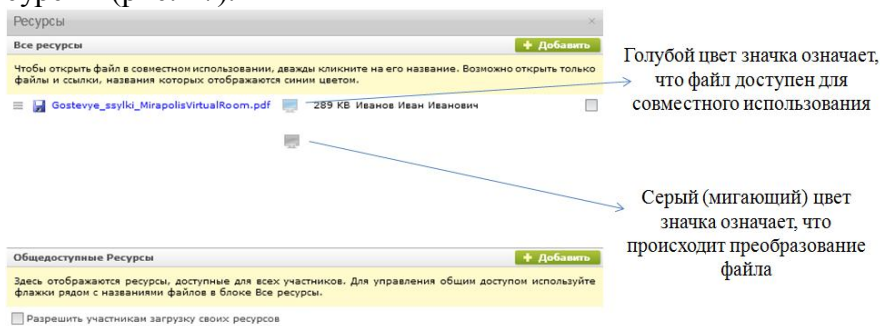 Ресурсы
Все ресурсы
Добавить
Чтобы открыть файл в совместном использовании, дважды кликните на его название. Возможно открыть только
файлы и ссылки, названия которых отображаются синим цветом.
Gostevye_ssylki_MirapolisVirtualRoom.pdf 289 KB Иванов Иван Иванович
Голубой цвет значка означает,
что файл доступен для
совместного использования
Серый (мигающий) цвет
значка означает, что
происходит преобразование
файла
Общедоступные Ресурсы
Добавить
Здесь отображаются ресурсы, доступные для всех участников. Для управления общим доступом используйте
флажки рядом с названиями файлов в блоке Все ресурсы.
Разрешить участникам загрузку своих ресурсов